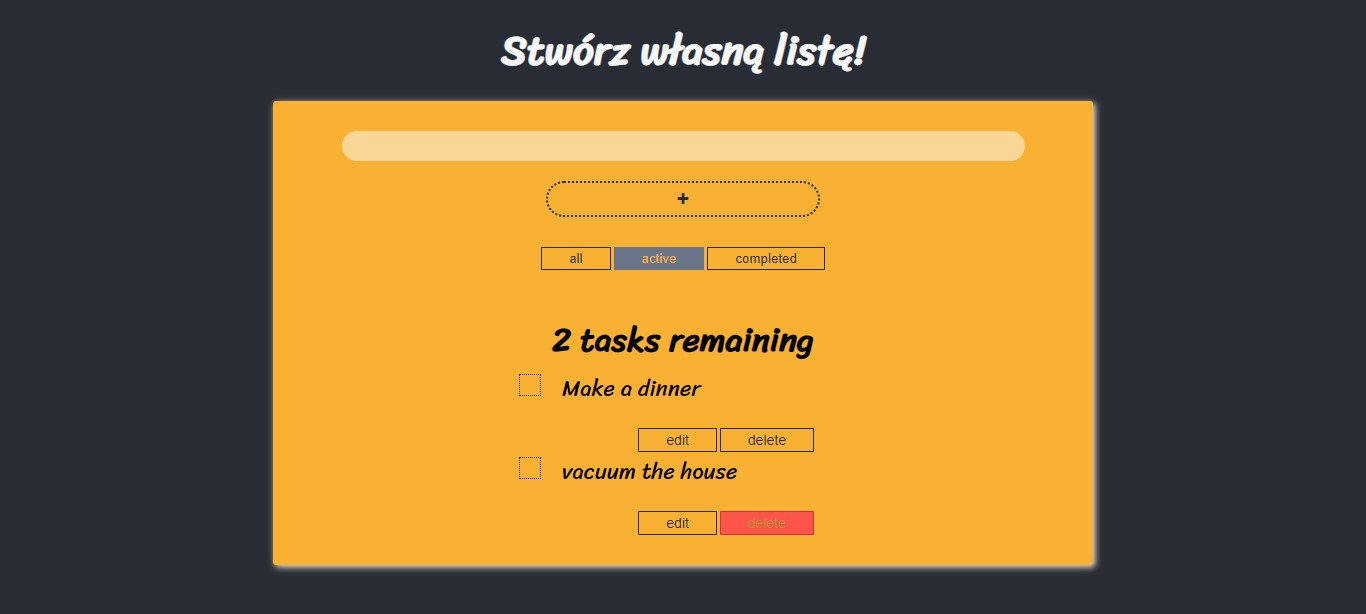 Stwórz własną listę!
+
all active completed
2 tasks remaining
Make a dinner
edit delete
vacuum the house
edit delete